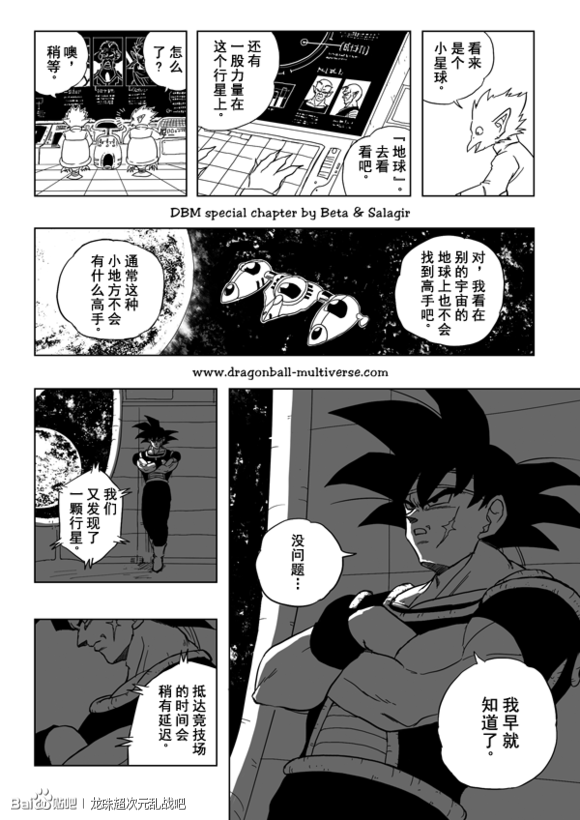 怎么
了?
噢,
稍等。
还有
一股力量在
这个行星上。
『地球』。
去看
看吧。
看来
是个
小星球。
DBM special chapter by Beta & Salagir
通常这种
小地方不会
有什么高手。
对,我看在
别的宇宙的
地球上也不会
找到高手吧。
www.dragonball-multiverse.com
我们
又发现了
一颗行星。
抵达竞技场
的时间会
稍有延迟。
没问题…
我早就
知道了。
Bai贴吧 | 龙珠超次元乱战吧